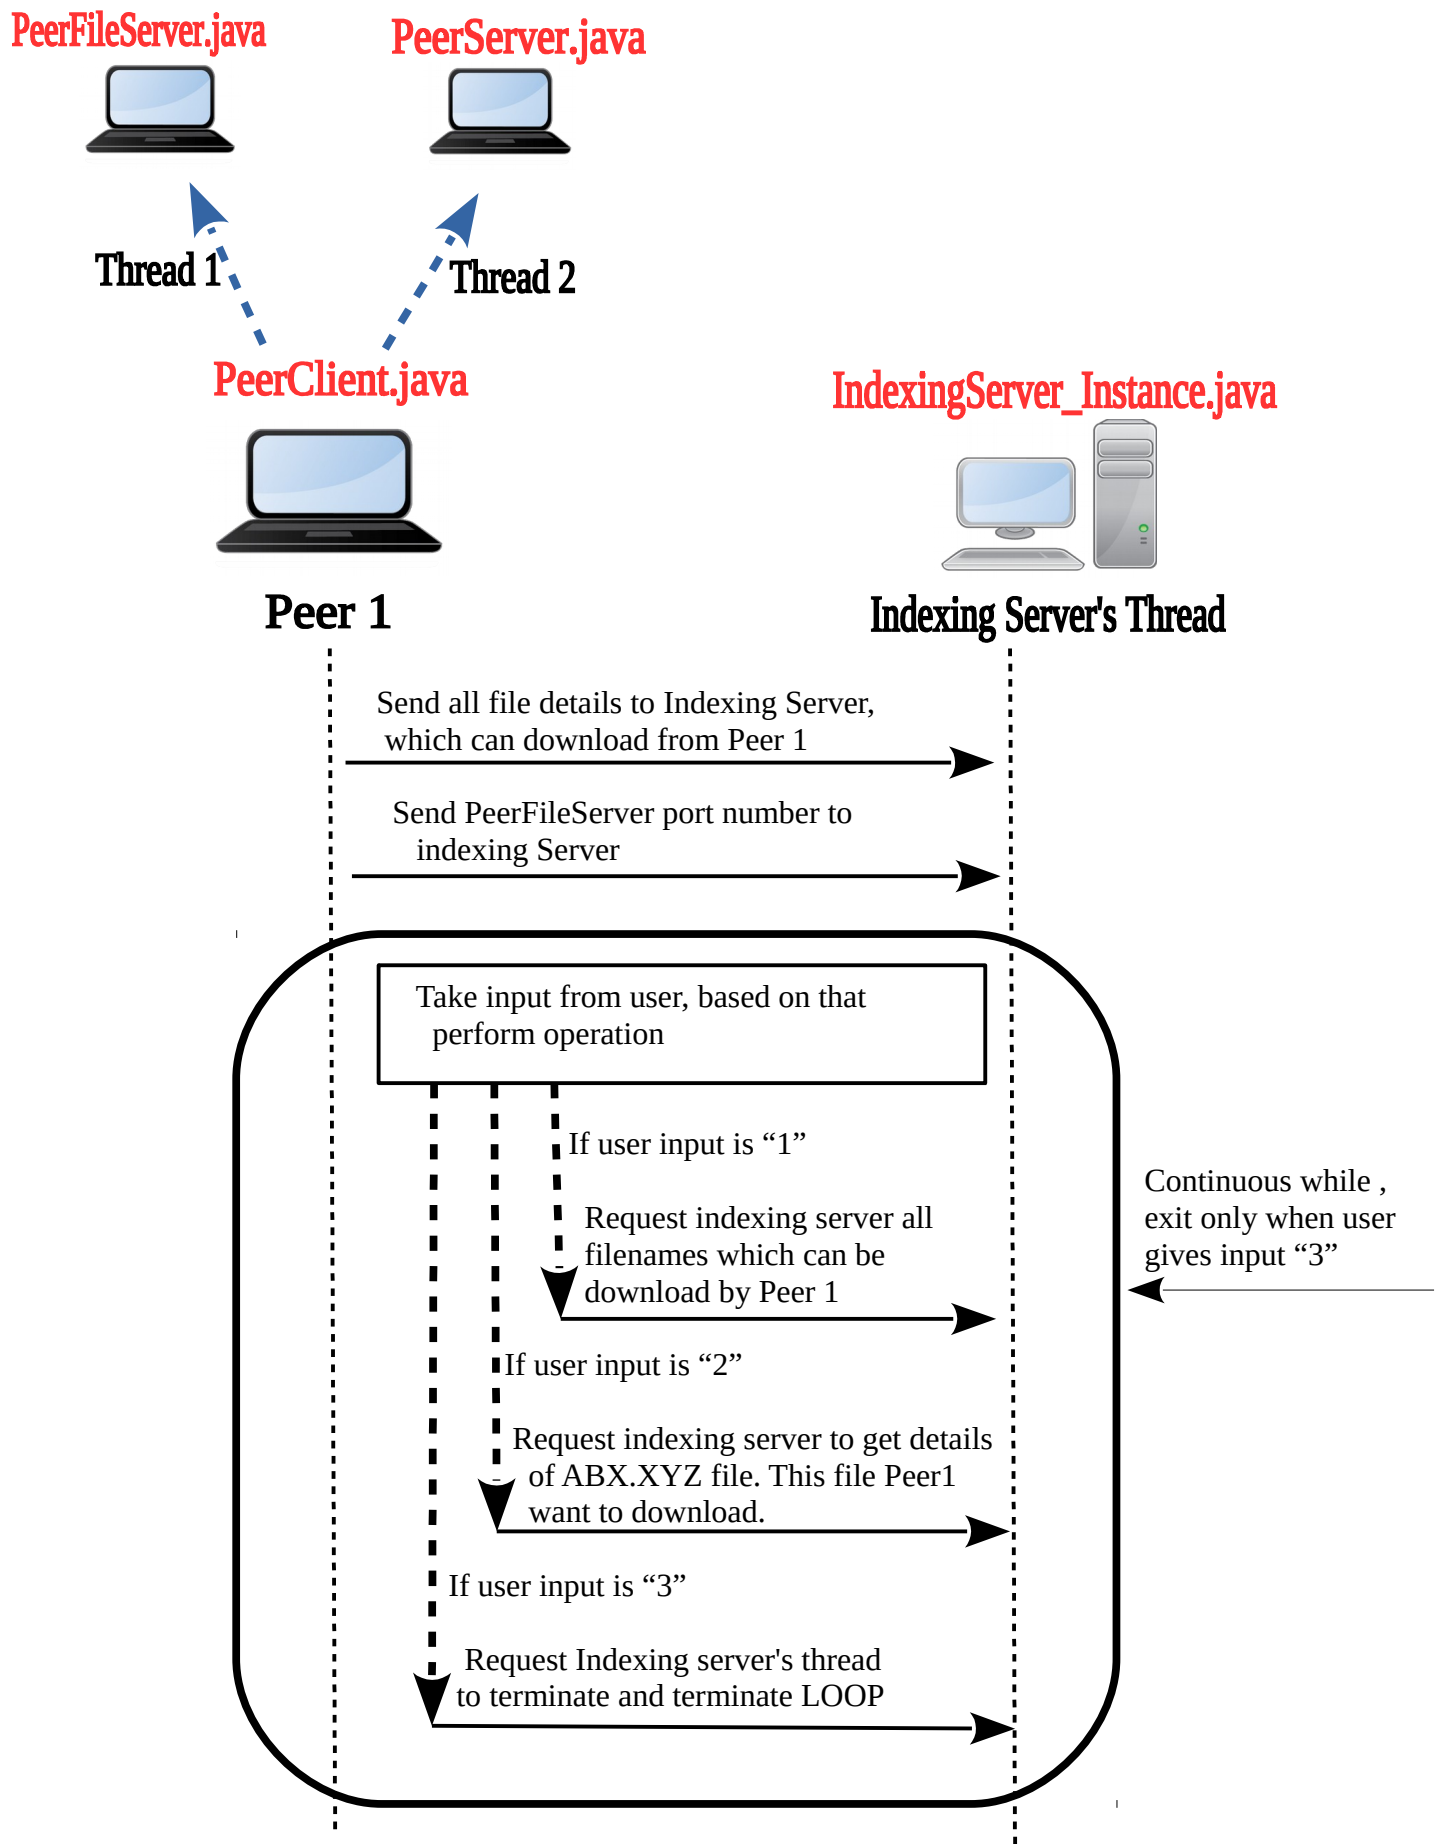 PeerFileServer.java
PeerServer.java
Thread 1
Thread 2
PeerClient.java
IndexingServer_Instance.java
Peer 1
Indexing Server's Thread
Send all file details to Indexing Server,
which can download from Peer 1
Send PeerFileServer port number to
indexing Server
Take input from user, based on that
perform operation
If user input is “1”
Request indexing server all
filenames which can be
download by Peer 1
Continuous while ,
exit only when user
gives input “3”
If user input is “2”
Request indexing server to get details
of ABX.XYZ file. This file Peer1
want to download.
If user input is “3”
Request Indexing server's thread
to terminate and terminate LOOP